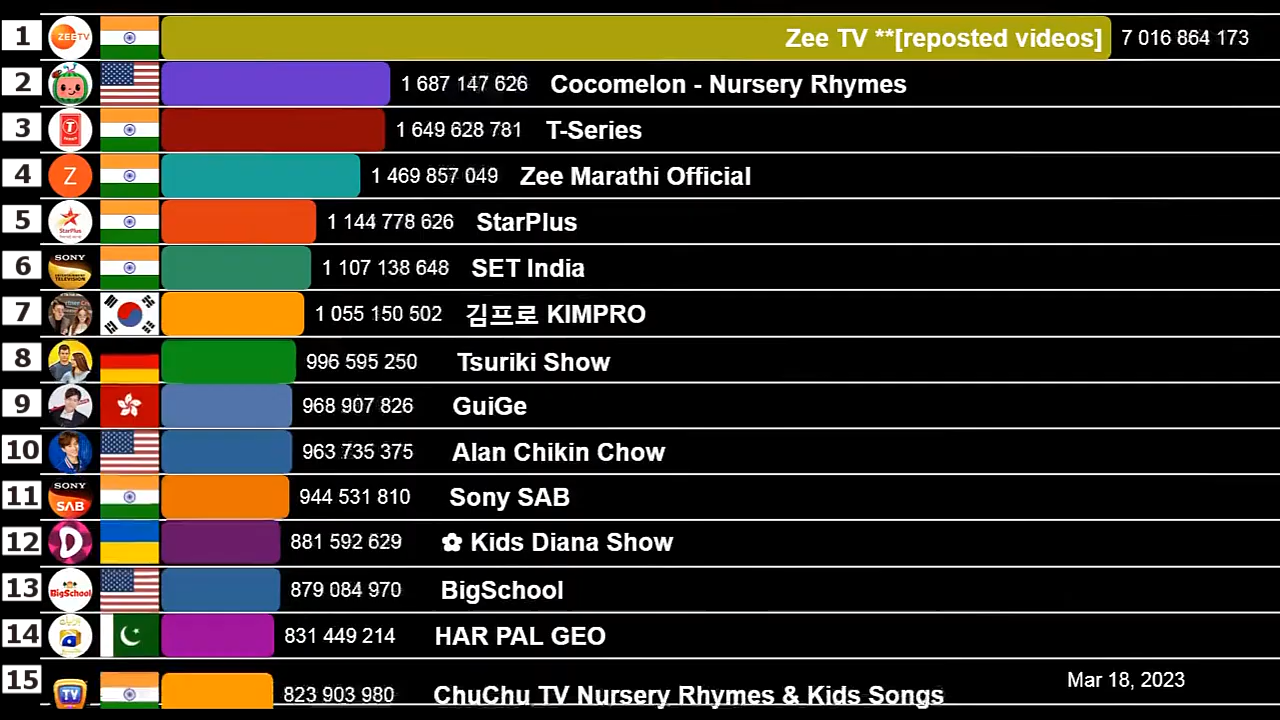 1 ZEE TV Zee TV **[reposted videos] 7 016 864 173
2 1 687 147 626 Cocomelon - Nursery Rhymes
3 1 649 628 781 T-Series
4 Z 1 469 857 049 Zee Marathi Official
5 StarPlus 1 144 778 626 StarPlus
6 SONY ENTERTAINMENT TELEVISION 1 107 138 648 SET India
7 1 055 150 502 김프로 KIMPRO
8 996 595 250 Tsuriki Show
9 968 907 826 GuiGe
10 963 735 375 Alan Chikin Chow
11 SONY SAB 944 531 810 Sony SAB
12 D 881 592 629 ✿ Kids Diana Show
13 BigSchool 879 084 970 BigSchool
14 831 449 214 HAR PAL GEO
15 TV 823 903 980 ChuChu TV Nursery Rhymes & Kids Songs
Mar 18, 2023